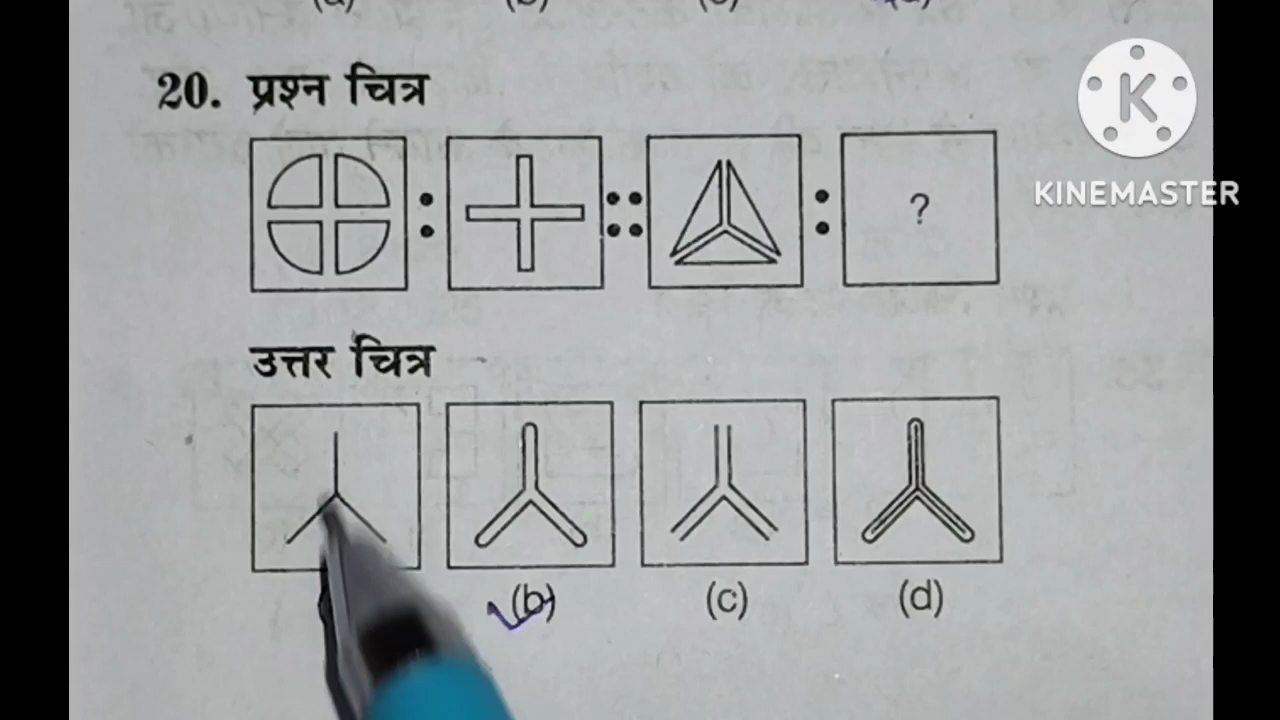 (a) (b) (c) (d)
20. प्रश्न चित्र
K
KINEMASTER
?
उत्तर चित्र
(b) (c) (d)